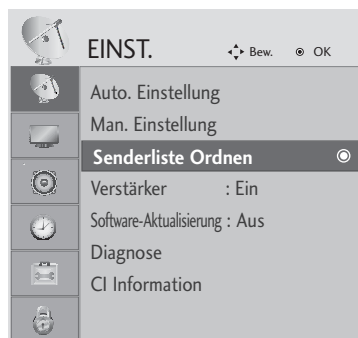 EINST. Bew. OK
Auto. Einstellung
Man. Einstellung
Senderliste Ordnen
Verstärker : Ein
Software-Aktualisierung : Aus
Diagnose
CI Information